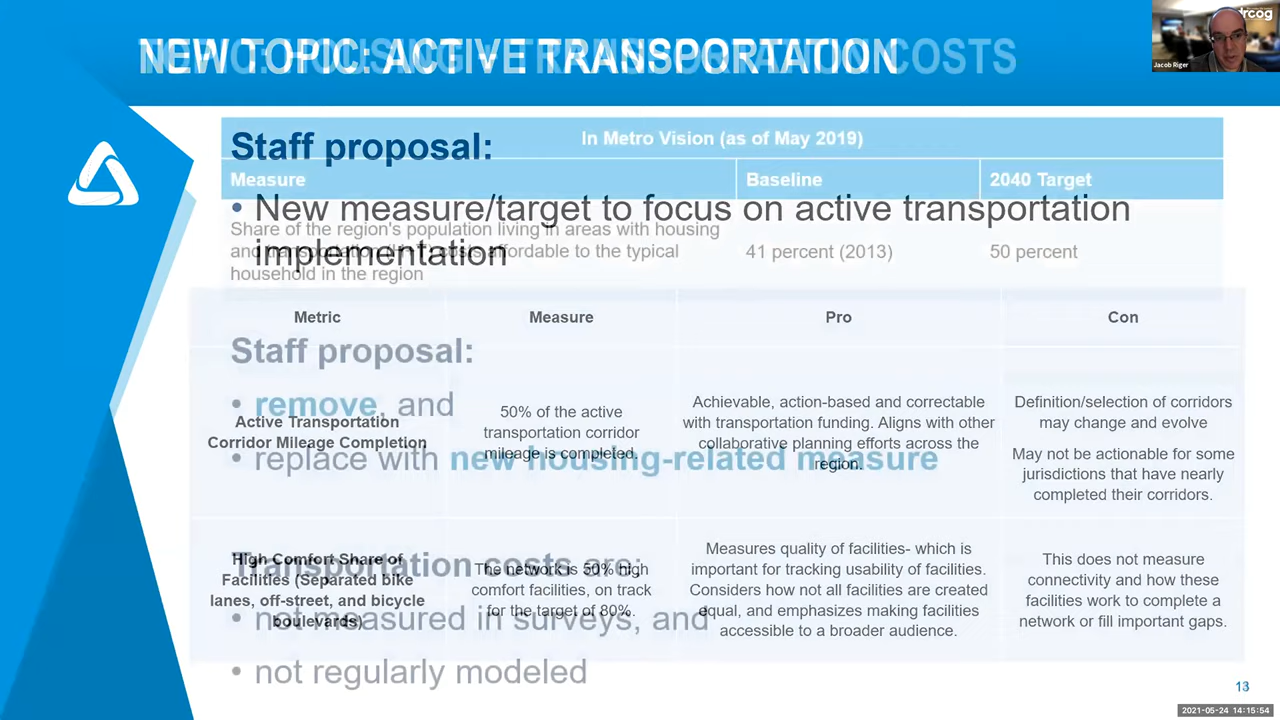 NEW TOPIC: ACTIVE TRANSPORTATION
TOPIC: HOUSING + TRANSPORTATION COSTS
drcog
Jacob Riger
Staff proposal:
• New measure/target to focus on active transportation
implementation
In Metro Vision (as of May 2019)
Measure
Baseline
2040 Target
Share of the region's population living in areas with housing
and transportation costs affordable to the typical
household in the region
41 percent (2013)
50 percent
Metric
Measure
Pro
Con
Active Transportation
Corridor Mileage Completion
50% of the active
transportation corridor
mileage is completed.
Achievable, action-based and correctable
with transportation funding. Aligns with other
collaborative planning efforts across the
region.
Definition/selection of corridors
may change and evolve
May not be actionable for some
jurisdictions that have nearly
completed their corridors.
High Comfort Share of
Facilities (Separated bike
lanes, off-street, and bicycle
boulevards)
The network is 50% high
comfort facilities, on track
for the target of 80%.
Measures quality of facilities- which is
important for tracking usability of facilities.
Considers how not all facilities are created
equal, and emphasizes making facilities
accessible to a broader audience.
This does not measure
connectivity and how these
facilities work to complete a
network or fill important gaps.
Staff proposal:
• remove, and
• replace with new housing-related measure
Transportation costs are:
• not measured in surveys, and
• not regularly modeled
13
2021-05-24 14:15:54